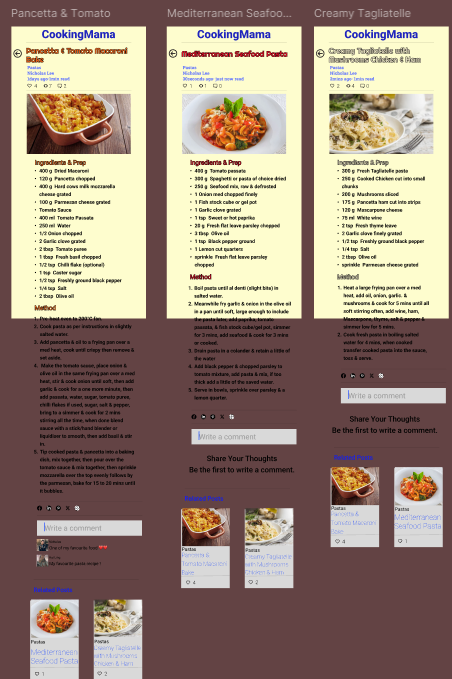 Pancetta & Tomato
CookingMama
Pancetta & Tomato Macaroni
Bake
Pastas
Nicholas Lee
1days ago 1min read
4 2 2
Ingredients & Prep
400 g Dried Macaroni
120 g Pancetta chopped
400 g Hard cows milk mozzarella
cheese grated
100 g Parmesan cheese grated
Tomato Sauce
400 ml Tomato Passata
250 ml Water
1/2 Onion chopped
2 Garlic clove grated
2 tbsp Tomato puree
1 tbsp Fresh basil chopped
1/2 tsp Chilli flake (optional)
1 tsp Caster sugar
1/2 tsp Freshly ground black pepper
1/4 tsp Salt
2 tbsp Olive oil
Method
1. Pre-heat oven to 200°C fan.
2. Cook pasta as per instructions in slightly
salted water.
3. Add pancetta & oil to a frying pan over a
med heat, cook until crispy then remove &
set aside.
4. Make the tomato sauce, place onion &
olive oil in the same frying pan over a med
heat, stir & cook onion until soft, then add
garlic & cook for a one more minute, then
add passata, water, sugar, tomato puree,
chilli flakes if used, sugar, salt & pepper,
bring to a simmer & cook for 3 mins
stirring all the time, when done blend
sauce with a stick/hand blender or
liquidiser to smooth, then add basil & stir
in.
5. Tip cooked pasta & pancetta into a baking
dish, mix together, then pour over the
tomato sauce & mix together, then sprinkle
mozzarella over the top evenly follow by
the parmesan, bake for 15 to 20 mins until
it bubbles.
Write a comment
One of my favourite food
My favourite pasta recipe !
Related Posts
Pastas
Mediterranean
Seafood Pasta
1
Pastas
Creamy Tagliatelle
with Mushrooms
Chicken & Ham
2
Mediterranean Seafoo...
CookingMama
Mediterranean Seafood Pasta
Pastas
Nicholas Lee
30seconds ago just now read
1 1 0
Ingredients & Prep
400 g Tomato passata
300 g Spaghetti or pasta of choice dried
250 g Seafood mix, raw & defrosted
1 Onion med chopped finely
1 Fish stock cube or gel pot
1 Garlic clove grated
1 tsp Sweet or hot paprika
20 g Fresh flat leave parsley chopped
3 tbsp Olive oil
1 tsp Black pepper ground
1 Lemon cut quarters
sprinkle Fresh flat leave parsley
chopped
Method
1. Boil pasta until al denti (slight bite) in
salted water.
2. Meanwhile fry garlic & onion in the olive oil
in a pan until soft, large enough to include
the pasta later, add paprika, tomato
passata, & fish stock cube/gel pot, simmer
for 3 mins, add seafood & cook for 3 mins
or cooked.
3. Drain pasta in a colander & retain a little of
the water
4. Add black pepper & chopped parsley to
tomato mixture, add pasta & mix, if too
thick add a little of the saved water.
5. Serve in bowls, sprinkle over parsley & a
lemon quarter.
Write a comment
Share Your Thoughts
Be the first to write a comment.
Related Posts
Pastas
Pancetta &
Tomato Macaroni
Bake
4
Pastas
Creamy Tagliatelle
with Mushrooms
Chicken & Ham
2
Creamy Tagliatelle
CookingMama
Creamy Tagliatelle with
Mushrooms Chicken & Ham
Pastas
Nicholas Lee
2mins ago 1min read
2 4 0
Ingredients & Prep
300 g Fresh Tagliatelle pasta
290 g Cooked Chicken cut into small
chunks
200 g Mushrooms sliced
175 g Pancetta ham cut into strips
120 g Mascarpone cheese
75 ml White wine
2 tsp Fresh thyme leave
2 Garlic clove finely grated
1/2 tsp Freshly ground black pepper
1/4 tsp Salt
2 tbsp Olive oil
sprinkle Parmesan cheese grated
Method
1. Heat a large frying pan over a med
heat, add oil, onion, garlic, &
mushrooms & cook for 5 mins until all
soft stirring often, add wine, ham,
Mascarpone, thyme, salt & pepper &
simmer low for 5 mins.
2. Cook fresh pasta in boiling salted
water for 4 mins, when cooked
transfer cooked pasta into the sauce,
toss & serve.
Write a comment
Share Your Thoughts
Be the first to write a comment.
Related Posts
Pastas
Pancetta &
Tomato Macaroni
Bake
4
Pastas
Mediterranean
Seafood Pasta
1